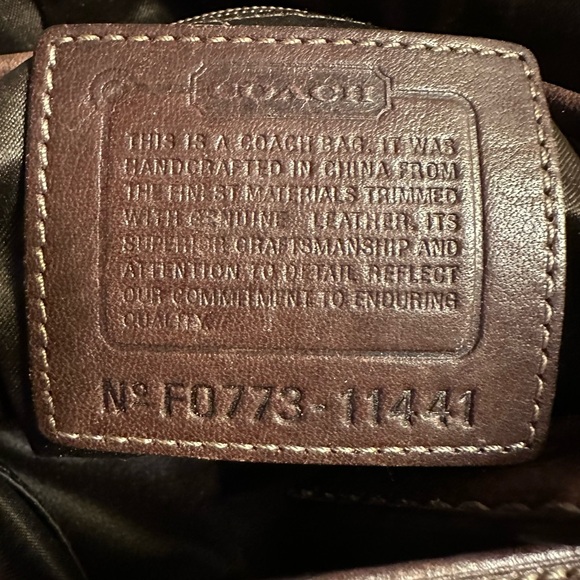 COACH
THIS IS A COACH BAG. IT WAS
HANDCRAFTED IN CHINA FROM
THE FINEST MATERIALS TRIMMED
WITH GENUINE LEATHER. ITS
SUPERIOR CRAFTSMANSHIP AND
ATTENTION TO DETAIL REFLECT
OUR COMMITMENT TO ENDURING
QUALITY.
Nº F0773-11441